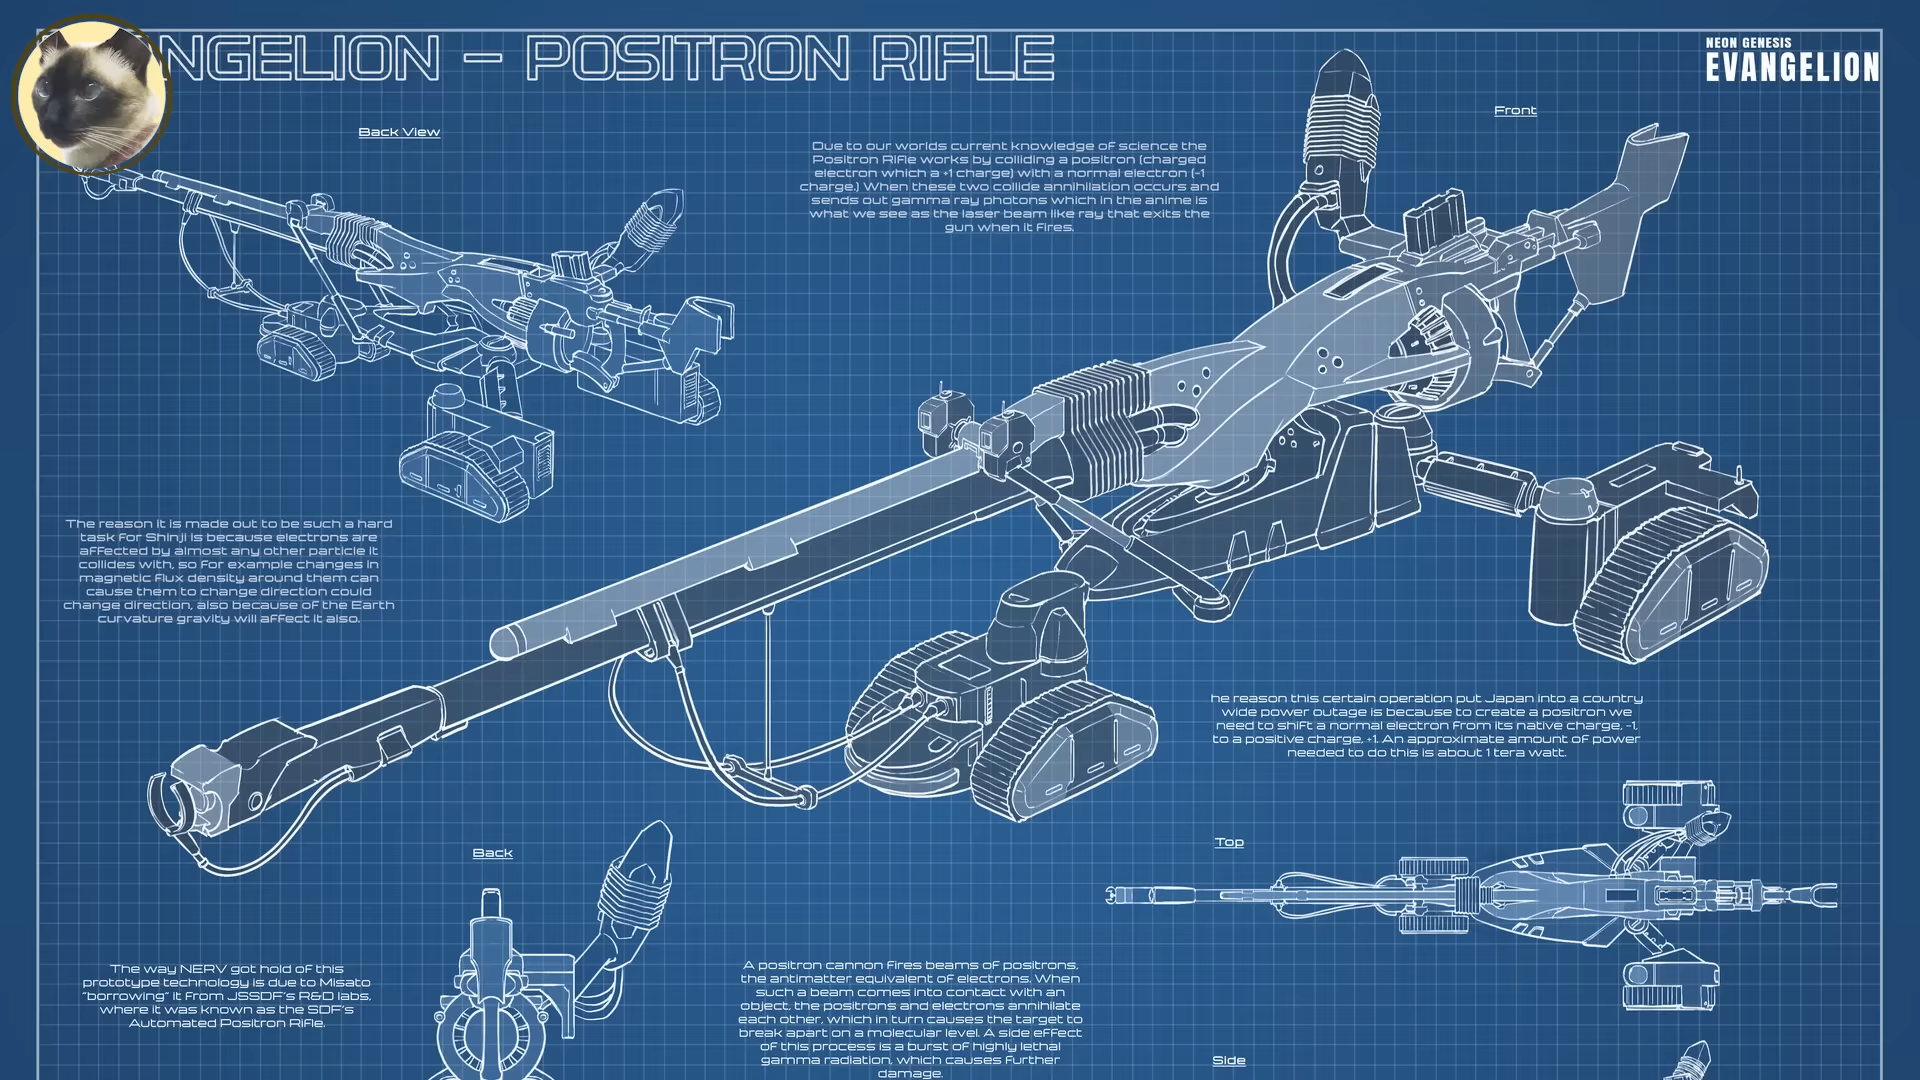 NGELION - POSITRON RIFLE
NEON GENESIS
EVANGELION
Back View
Front
Due to our worlds current knowledge of science the
Positron Rifle works by colliding a positron (charged
electron which a +1 charge) with a normal electron (-1
charge.) When these two collide annihilation occurs and
sends out gamma ray photons which in the anime is
what we see as the laser beam like ray that exits the
gun when it fires.
The reason it is made out to be such a hard
task for Shinji is because electrons are
affected by almost any other particle it
collides with, so for example changes in
magnetic flux density around them can
cause them to change direction could
change direction, also because of the Earth
curvature gravity will affect it also.
he reason this certain operation put Japan into a country
wide power outage is because to create a positron we
need to shift a normal electron from its native charge, -1,
to a positive charge, +1. An approximate amount of power
needed to do this is about 1 tera watt.
Back
Top
The way NERV got hold of this
prototype technology is due to Misato
"borrowing" it from JSSDF's R&D labs,
where it was known as the SDF's
Automated Positron Rifle.
A positron cannon fires beams of positrons,
the antimatter equivalent of electrons. When
such a beam comes into contact with an
object, the positrons and electrons annihilate
each other, which in turn causes the target to
break apart on a molecular level. A side effect
of this process is a burst of highly lethal
gamma radiation, which causes further
damage.
Side